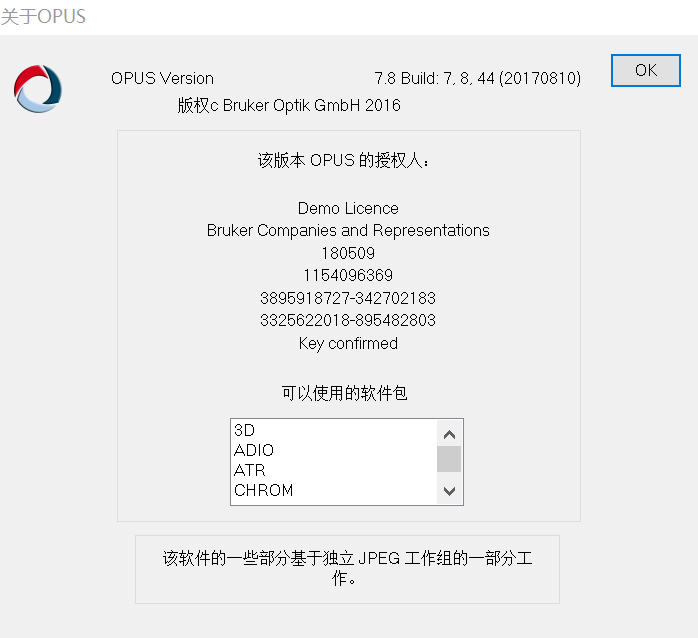 关于OPUS
OK
OPUS Version 7.8 Build: 7, 8, 44 (20170810)
版权c Bruker Optik GmbH 2016
该版本 OPUS 的授权人：
Demo Licence
Bruker Companies and Representations
180509
1154096369
3895918727-342702183
3325622018-895482803
Key confirmed
可以使用的软件包
3D
ADIO
ATR
CHROM
该软件的一些部分基于独立 JPEG 工作组的一部分工
作。